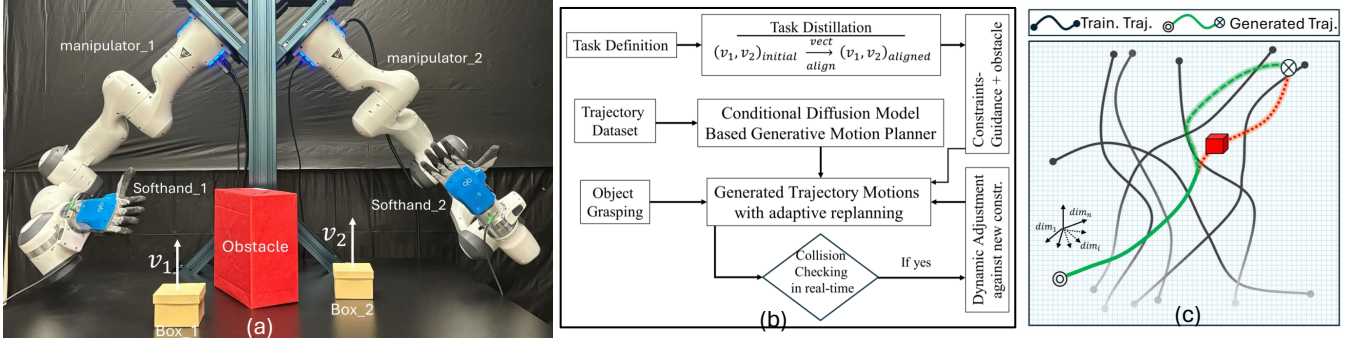 manipulator_1
manipulator_2
Softhand_1
Softhand_2
Obstacle
v₁
v₂
Box_1
Box_2
(a)
Task Definition
Task Distillation
(v₁, v₂)initial vect→align (v₁, v₂)aligned
Constraints-
Guidance + obstacle
Trajectory
Dataset
Conditional Diffusion Model
Based Generative Motion Planner
Object
Grasping
Generated Trajectory Motions
with adaptive replanning
Collision
Checking
in real-time
If yes
Dynamic Adjustment
against new constr.
(b)
Train. Traj.
Generated Traj.
dim₁
dimₙ
dimᵢ
(c)